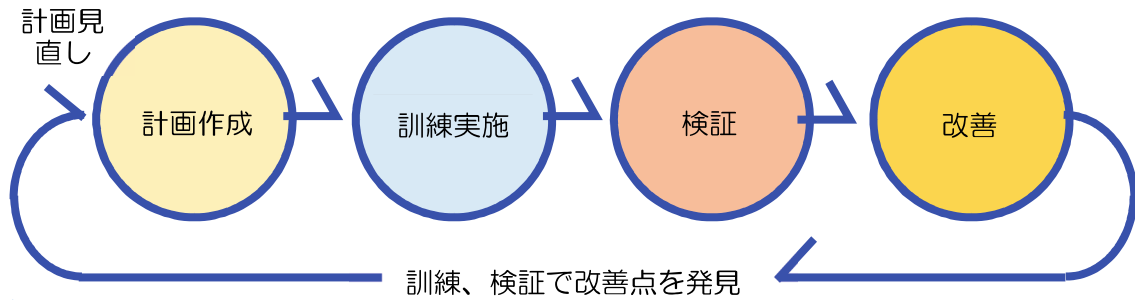 計画見
直し
計画作成
訓練実施
検証
改善
訓練、検証で改善点を発見